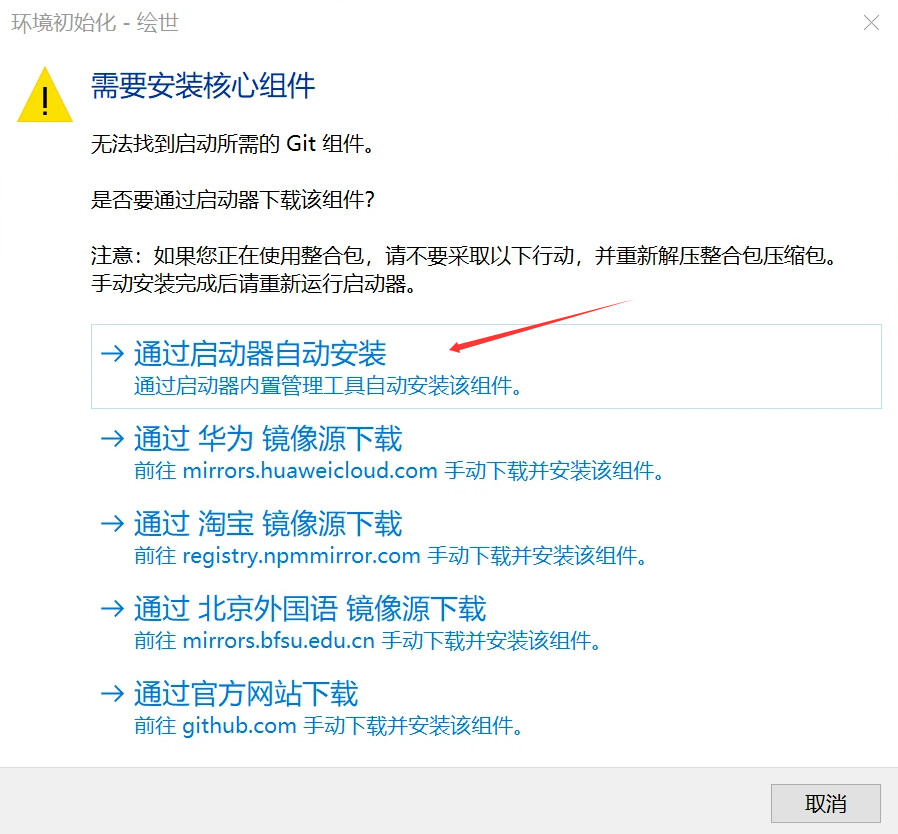 环境初始化 - 绘世
需要安装核心组件
无法找到启动所需的 Git 组件。
是否要通过启动器下载该组件?
注意：如果您正在使用整合包，请不要采取以下行动，并重新解压整合包压缩包。
手动安装完成后请重新运行启动器。
通过启动器自动安装
通过启动器内置管理工具自动安装该组件。
通过 华为 镜像源下载
前往 mirrors.huaweicloud.com 手动下载并安装该组件。
通过 淘宝 镜像源下载
前往 registry.npmmirror.com 手动下载并安装该组件。
通过 北京外国语 镜像源下载
前往 mirrors.bfsu.edu.cn 手动下载并安装该组件。
通过官方网站下载
前往 github.com 手动下载并安装该组件。
取消